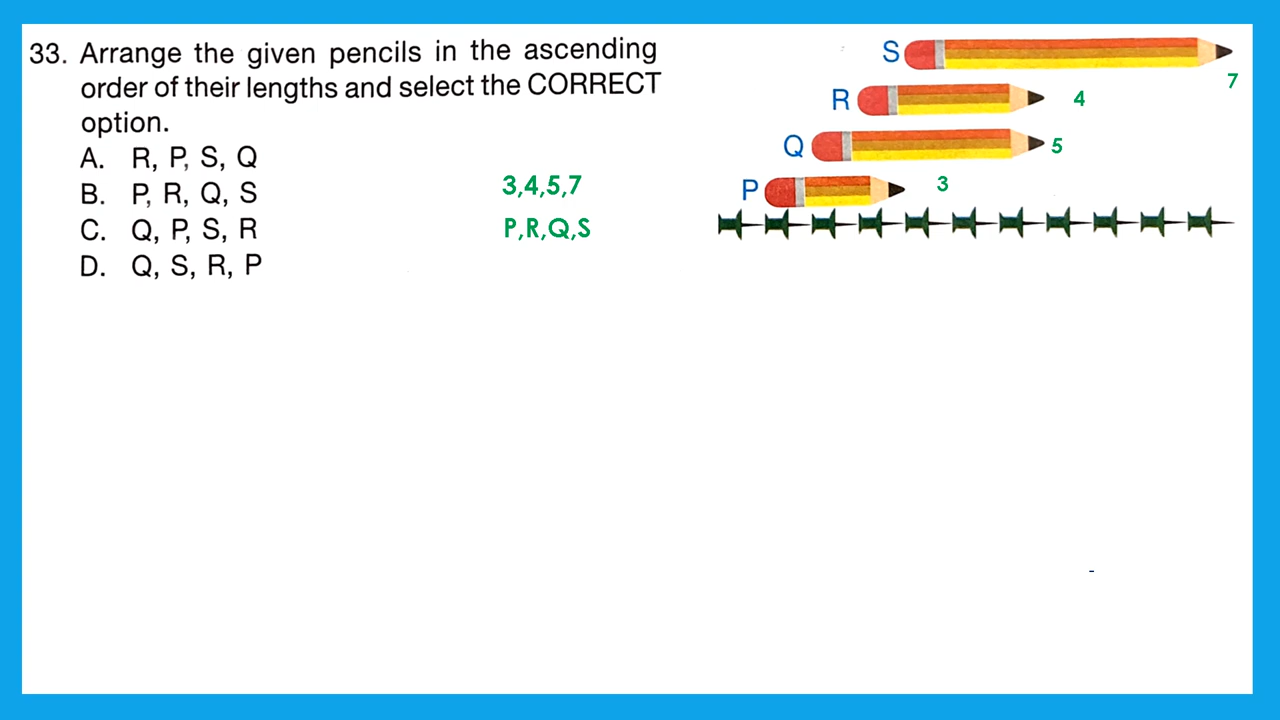 33. Arrange the given pencils in the ascending
order of their lengths and select the CORRECT
option.
A. R, P, S, Q
B. P, R, Q, S
C. Q, P, S, R
D. Q, S, R, P
3,4,5,7
P,R,Q,S
S
7
R
4
Q
5
P
3